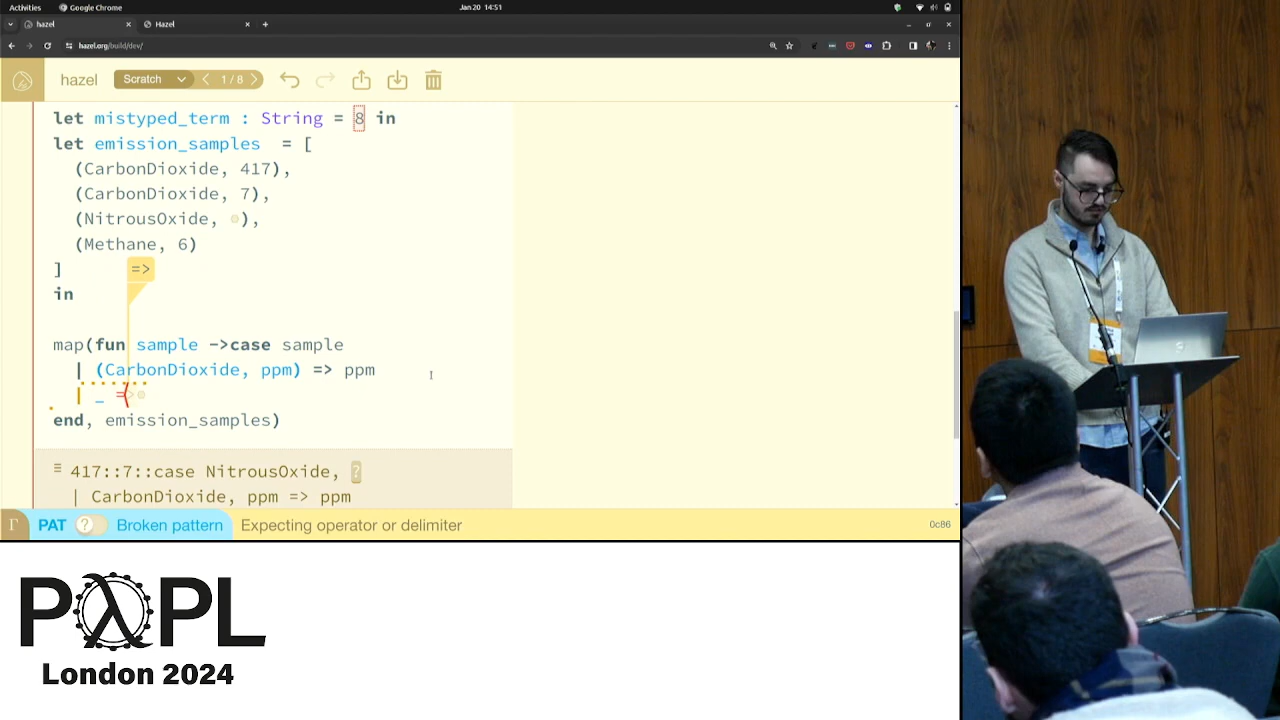 Activities Google Chrome Jan 20 14:51
hazel Hazel
hazel.org/build/dev/
hazel Scratch 1 / 8
let mistyped_term : String = 8 in
let emission_samples = [
(CarbonDioxide, 417),
(CarbonDioxide, 7),
(NitrousOxide, ),
(Methane, 6)
]
=>
in
map(fun sample ->case sample
| (CarbonDioxide, ppm) => ppm
| _ =
end, emission_samples)
≡ 417::7::case NitrousOxide, ?
| CarbonDioxide, ppm => ppm
Γ PAT ? Broken pattern Expecting operator or delimiter 0c86
PλPL
London 2024